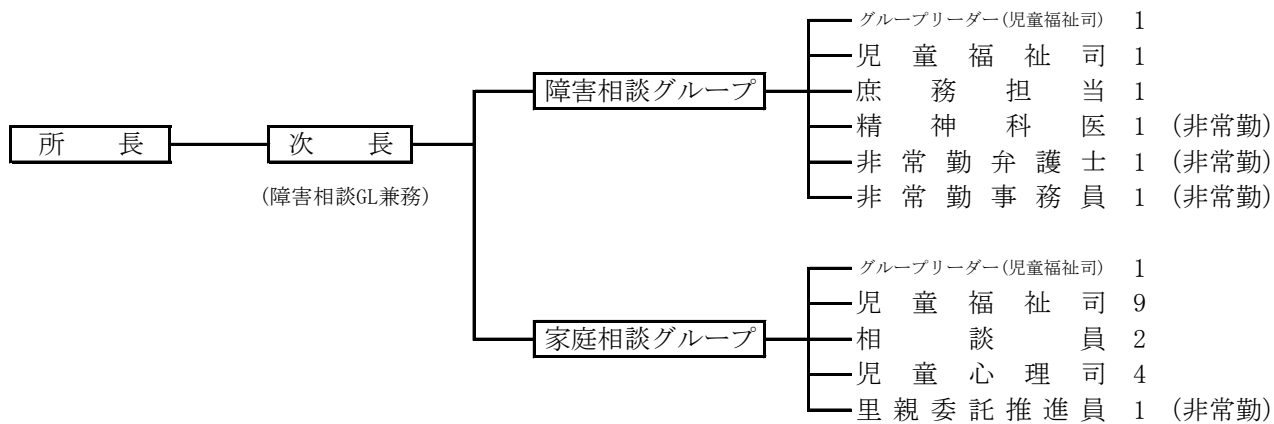 所長
次長
(障害相談GL兼務)
障害相談グループ
グループリーダー(児童福祉司) 1
児童福祉司 1
庶務担当 1
精神科医 1 (非常勤)
非常勤弁護士 1 (非常勤)
非常勤事務員 1 (非常勤)
家庭相談グループ
グループリーダー(児童福祉司) 1
児童福祉司 9
相談員 2
児童心理司 4
里親委託推進員 1 (非常勤)